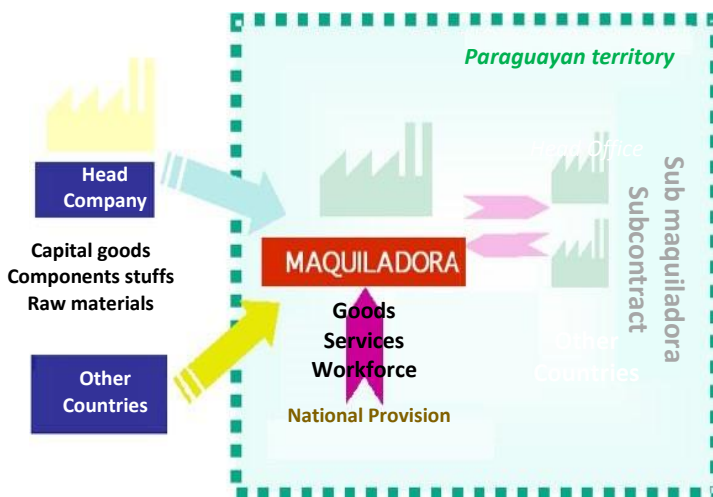 Paraguayan territory
Head Office
Head
Company
Capital goods
Components stuffs
Raw materials
Other
Countries
MAQUILADORA
Goods
Services
Workforce
National Provision
Sub maquiladora
Subcontract
Other
Countries